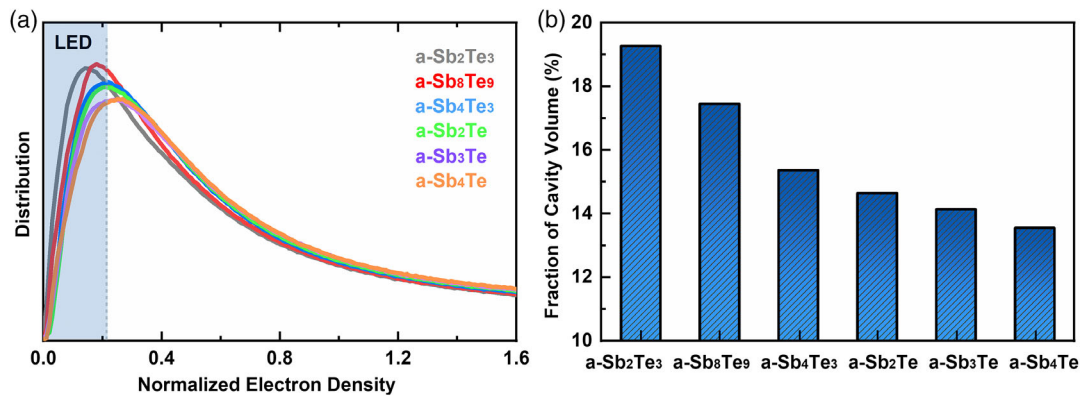 (a)
LED
a-Sb₂Te₃
a-Sb₈Te₉
a-Sb₄Te₃
a-Sb₂Te
a-Sb₃Te
a-Sb₄Te
Distribution
0.0 0.4 0.8 1.2 1.6
Normalized Electron Density
(b)
Fraction of Cavity Volume (%)
20
18
16
14
12
10
a-Sb₂Te₃ a-Sb₈Te₉ a-Sb₄Te₃ a-Sb₂Te a-Sb₃Te a-Sb₄Te